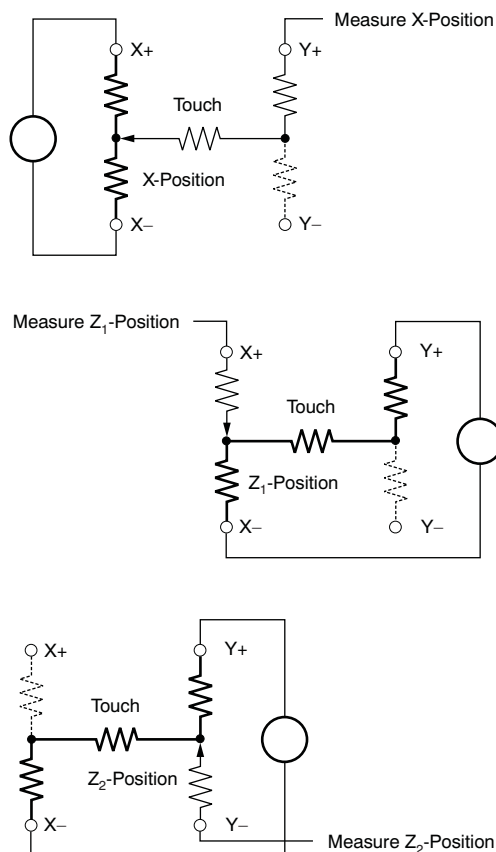 Measure X-Position
X+ Y+
Touch
X-Position
X– Y–
Measure Z₁-Position
X+ Y+
Touch
Z₁-Position
X– Y–
X+ Y+
Touch
Z₂-Position
X– Y–
Measure Z₂-Position